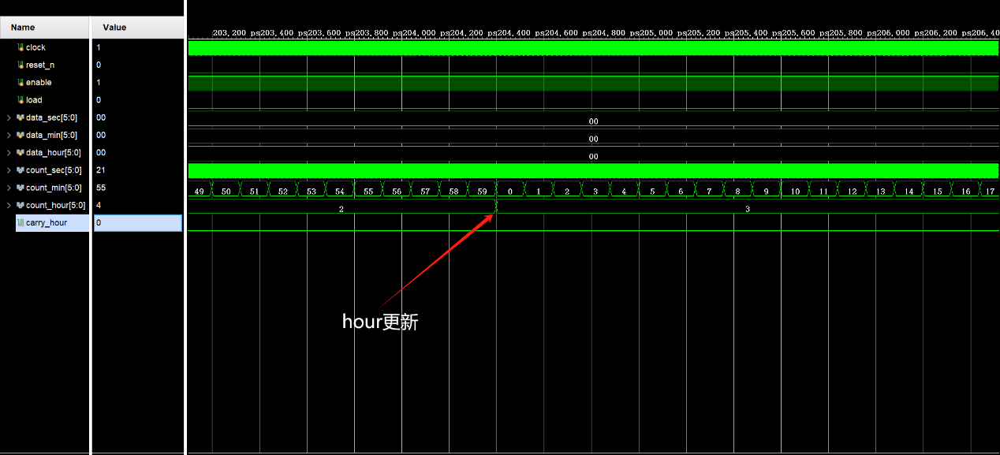 Name Value
203,200 ps 203,400 ps 203,600 ps 203,800 ps 204,000 ps 204,200 ps 204,400 ps 204,600 ps 204,800 ps 205,000 ps 205,200 ps 205,400 ps 205,600 ps 205,800 ps 206,000 ps 206,200 ps 206,40
clock 1
reset_n 0
enable 1
load 0
data_sec[5:0] 00 00
data_min[5:0] 00 00
data_hour[5:0] 00 00
count_sec[5:0] 21
count_min[5:0] 55 49 50 51 52 53 54 55 56 57 58 59 0 1 2 3 4 5 6 7 8 9 10 11 12 13 14 15 16 17
count_hour[5:0] 4 2 3
carry_hour 0
hour更新